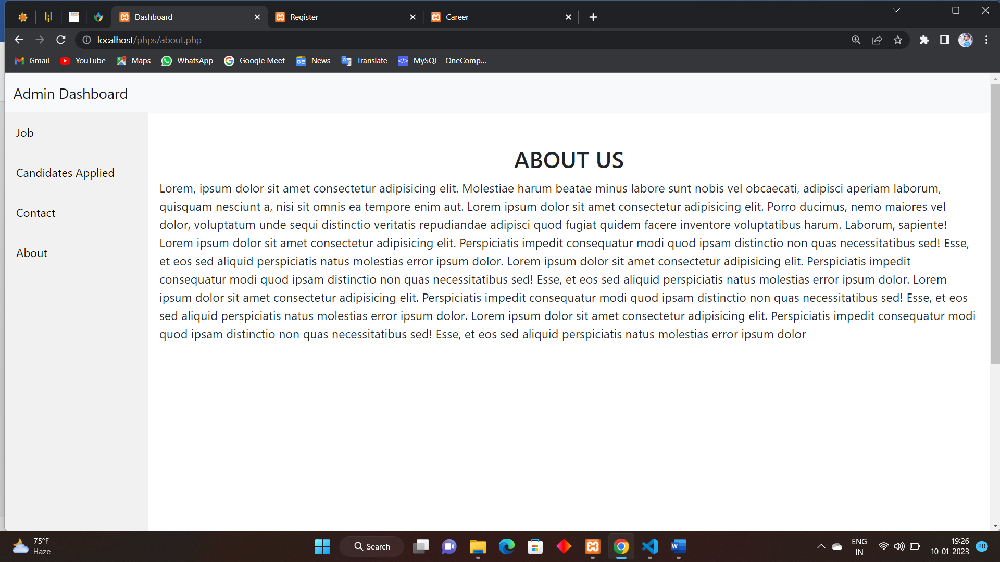 Dashboard
Register
Career
localhost/phps/about.php
Gmail
YouTube
Maps
WhatsApp
Google Meet
News
Translate
MySQL - OneComp...
Admin Dashboard
Job
Candidates Applied
Contact
About
ABOUT US
Lorem, ipsum dolor sit amet consectetur adipisicing elit. Molestiae harum beatae minus labore sunt nobis vel obcaecati, adipisci aperiam laborum,
quisquam nesciunt a, nisi sit omnis ea tempore enim aut. Lorem ipsum dolor sit amet consectetur adipisicing elit. Porro ducimus, nemo maiores vel
dolor, voluptatum unde sequi distinctio veritatis repudiandae adipisci quod fugiat quidem facere inventore voluptatibus harum. Laborum, sapiente!
Lorem ipsum dolor sit amet consectetur adipisicing elit. Perspiciatis impedit consequatur modi quod ipsam distinctio non quas necessitatibus sed! Esse,
et eos sed aliquid perspiciatis natus molestias error ipsum dolor. Lorem ipsum dolor sit amet consectetur adipisicing elit. Perspiciatis impedit
consequatur modi quod ipsam distinctio non quas necessitatibus sed! Esse, et eos sed aliquid perspiciatis natus molestias error ipsum dolor. Lorem
ipsum dolor sit amet consectetur adipisicing elit. Perspiciatis impedit consequatur modi quod ipsam distinctio non quas necessitatibus sed! Esse, et eos
sed aliquid perspiciatis natus molestias error ipsum dolor. Lorem ipsum dolor sit amet consectetur adipisicing elit. Perspiciatis impedit consequatur modi
quod ipsam distinctio non quas necessitatibus sed! Esse, et eos sed aliquid perspiciatis natus molestias error ipsum dolor
75°F
Haze
Search
ENG
IN
19:26
10-01-2023
20